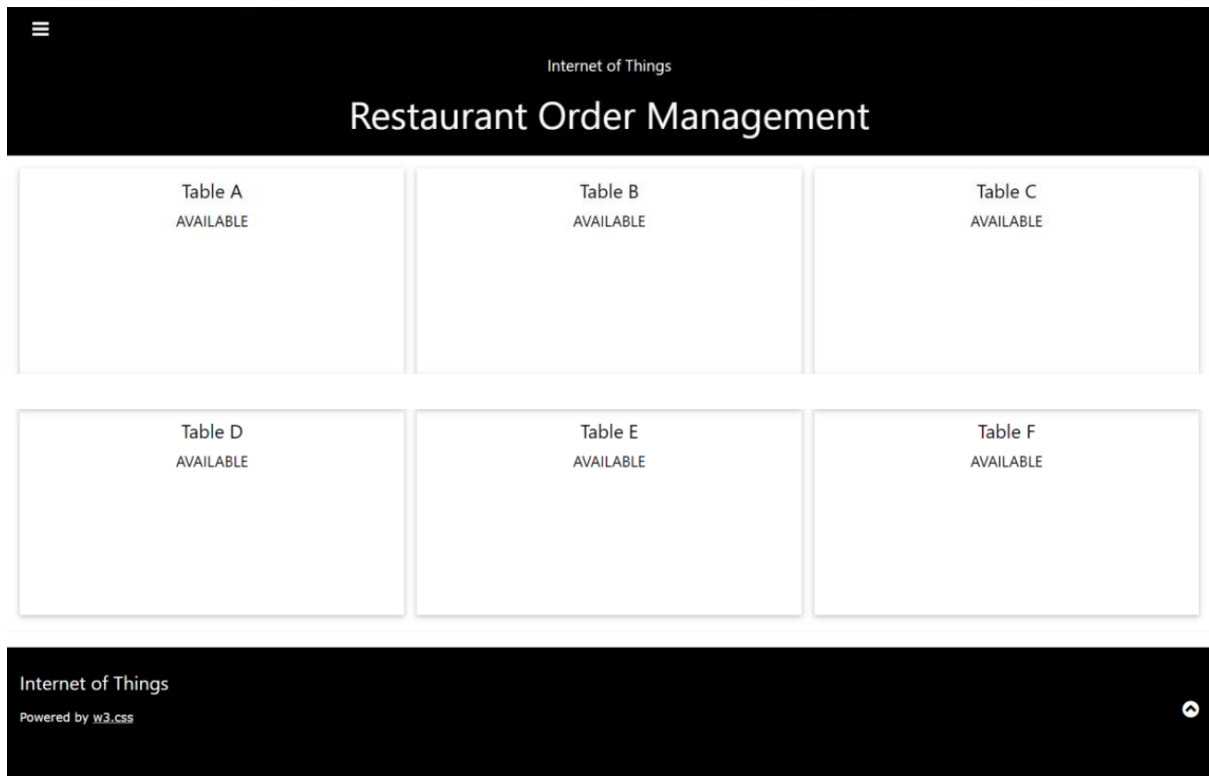 Internet of Things
Restaurant Order Management
Table A
AVAILABLE
Table B
AVAILABLE
Table C
AVAILABLE
Table D
AVAILABLE
Table E
AVAILABLE
Table F
AVAILABLE
Internet of Things
Powered by w3.css